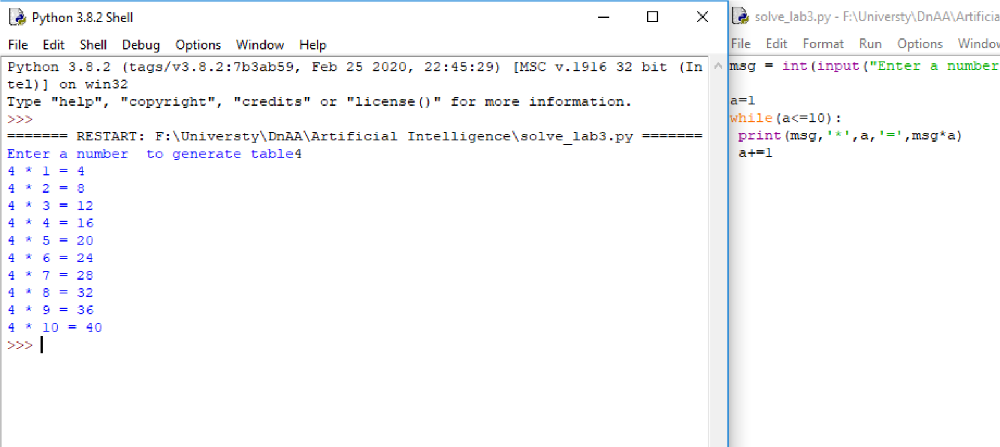 Python 3.8.2 Shell
File Edit Shell Debug Options Window Help
Python 3.8.2 (tags/v3.8.2:7b3ab59, Feb 25 2020, 22:45:29) [MSC v.1916 32 bit (In
tel)] on win32
Type "help", "copyright", "credits" or "license()" for more information.
>>>
======= RESTART: F:\Universty\DnAA\Artificial Intelligence\solve_lab3.py =======
Enter a number  to generate table4
4 * 1 = 4
4 * 2 = 8
4 * 3 = 12
4 * 4 = 16
4 * 5 = 20
4 * 6 = 24
4 * 7 = 28
4 * 8 = 32
4 * 9 = 36
4 * 10 = 40
>>>
solve_lab3.py - F:\Universty\DnAA\Artificia
File Edit Format Run Options Window
msg = int(input("Enter a number
a=1
while(a<=10):
 print(msg,'*',a,'=',msg*a)
 a+=1